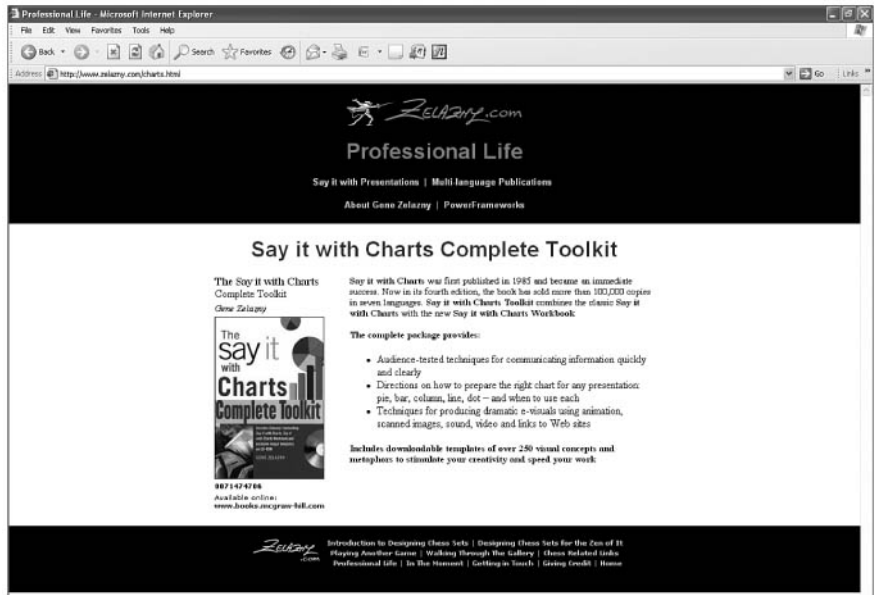 Professional Life - Microsoft Internet Explorer
File Edit View Favorites Tools Help
Back Search Favorites
Address http://www.zelazny.com/charts.html Go Links »
Zelazny.com
Professional Life
Say it with Presentations | Multi-language Publications
About Gene Zelazny | PowerFrameworks
Say it with Charts Complete Toolkit
The Say it with Charts
Complete Toolkit
Gene Zelazny
The
say it
with
Charts
Complete Toolkit
GENE ZELAZNY
0071474706
Available online:
www.books.mcgraw-hill.com
Say it with Charts was first published in 1985 and became an immediate
success. Now in its fourth edition, the book has sold more than 100,000 copies
in seven languages. Say it with Charts Toolkit combines the classic Say it
with Charts with the new Say it with Charts Workbook
The complete package provides:
• Audience-tested techniques for communicating information quickly
and clearly
• Directions on how to prepare the right chart for any presentation:
pie, bar, column, line, dot – and when to use each
• Techniques for producing dramatic e-visuals using animation,
scanned images, sound, video and links to Web sites
Includes downloadable templates of over 250 visual concepts and
metaphors to stimulate your creativity and speed your work
Zelazny.com
Introduction to Designing Chess Sets | Designing Chess Sets for the Zen of It
Playing Another Game | Walking Through The Gallery | Chess Related Links
Professional Life | In The Moment | Getting in Touch | Giving Credit | Home